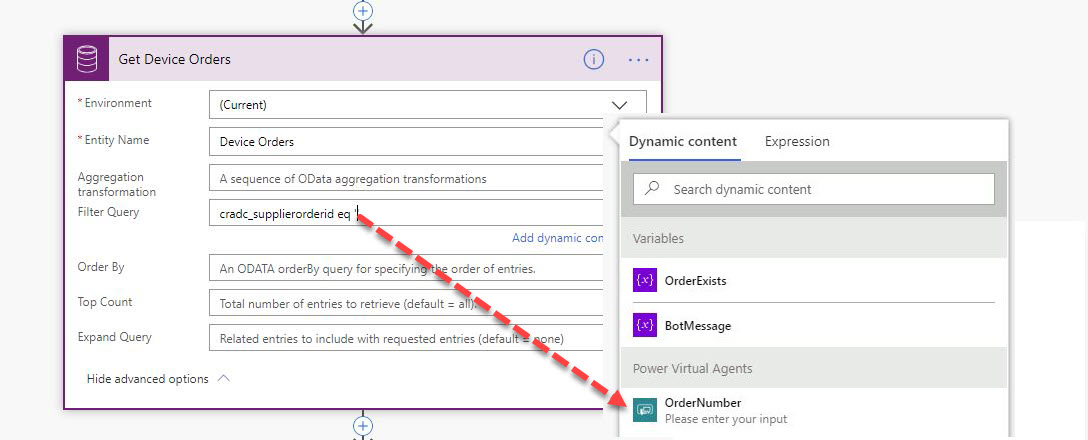 Get Device Orders
* Environment
(Current)
* Entity Name
Device Orders
Aggregation
transformation
A sequence of OData aggregation transformations
Filter Query
cradc_supplierorderid eq '
Add dynamic con
Order By
An ODATA orderBy query for specifying the order of entries.
Top Count
Total number of entries to retrieve (default = all).
Expand Query
Related entries to include with requested entries (default = none)
Hide advanced options
Dynamic content
Expression
Search dynamic content
Variables
{x} OrderExists
{x} BotMessage
Power Virtual Agents
OrderNumber
Please enter your input